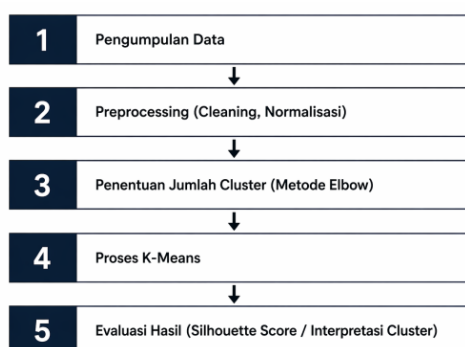 1 Pengumpulan Data
2 Preprocessing (Cleaning, Normalisasi)
3 Penentuan Jumlah Cluster (Metode Elbow)
4 Proses K-Means
5 Evaluasi Hasil (Silhouette Score / Interpretasi Cluster)